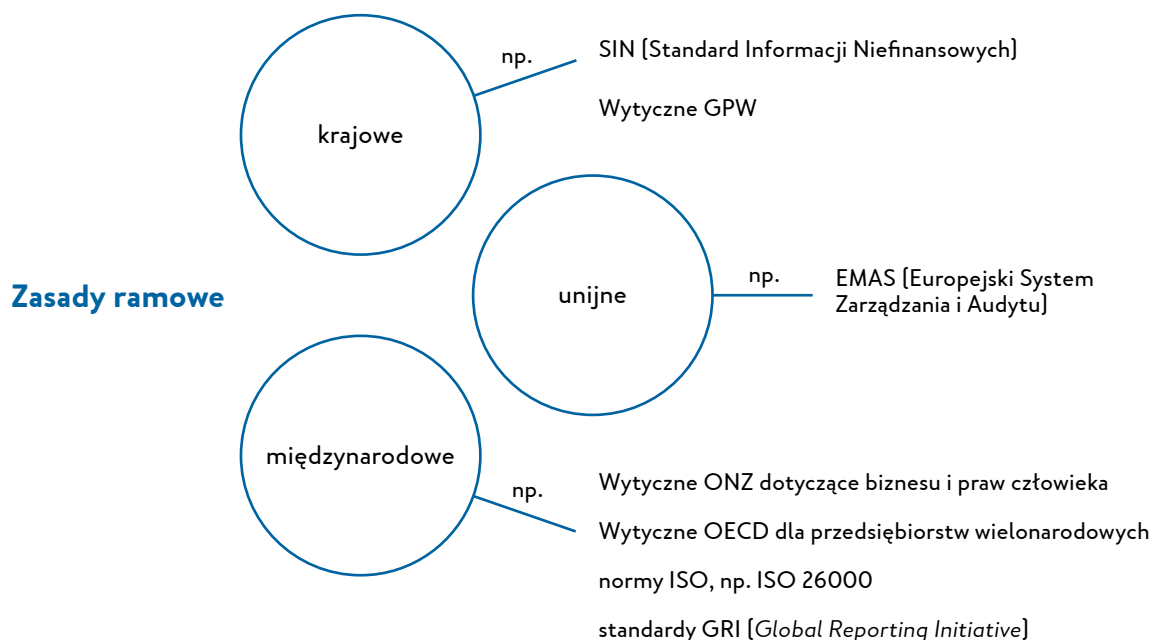 np.
SIN (Standard Informacji Niefinansowych)
Wytyczne GPW
krajowe
Zasady ramowe
unijne
np.
EMAS (Europejski System
Zarządzania i Audytu)
międzynarodowe
np.
Wytyczne ONZ dotyczące biznesu i praw człowieka
Wytyczne OECD dla przedsiębiorstw wielonarodowych
normy ISO, np. ISO 26000
standardy GRI (Global Reporting Initiative)